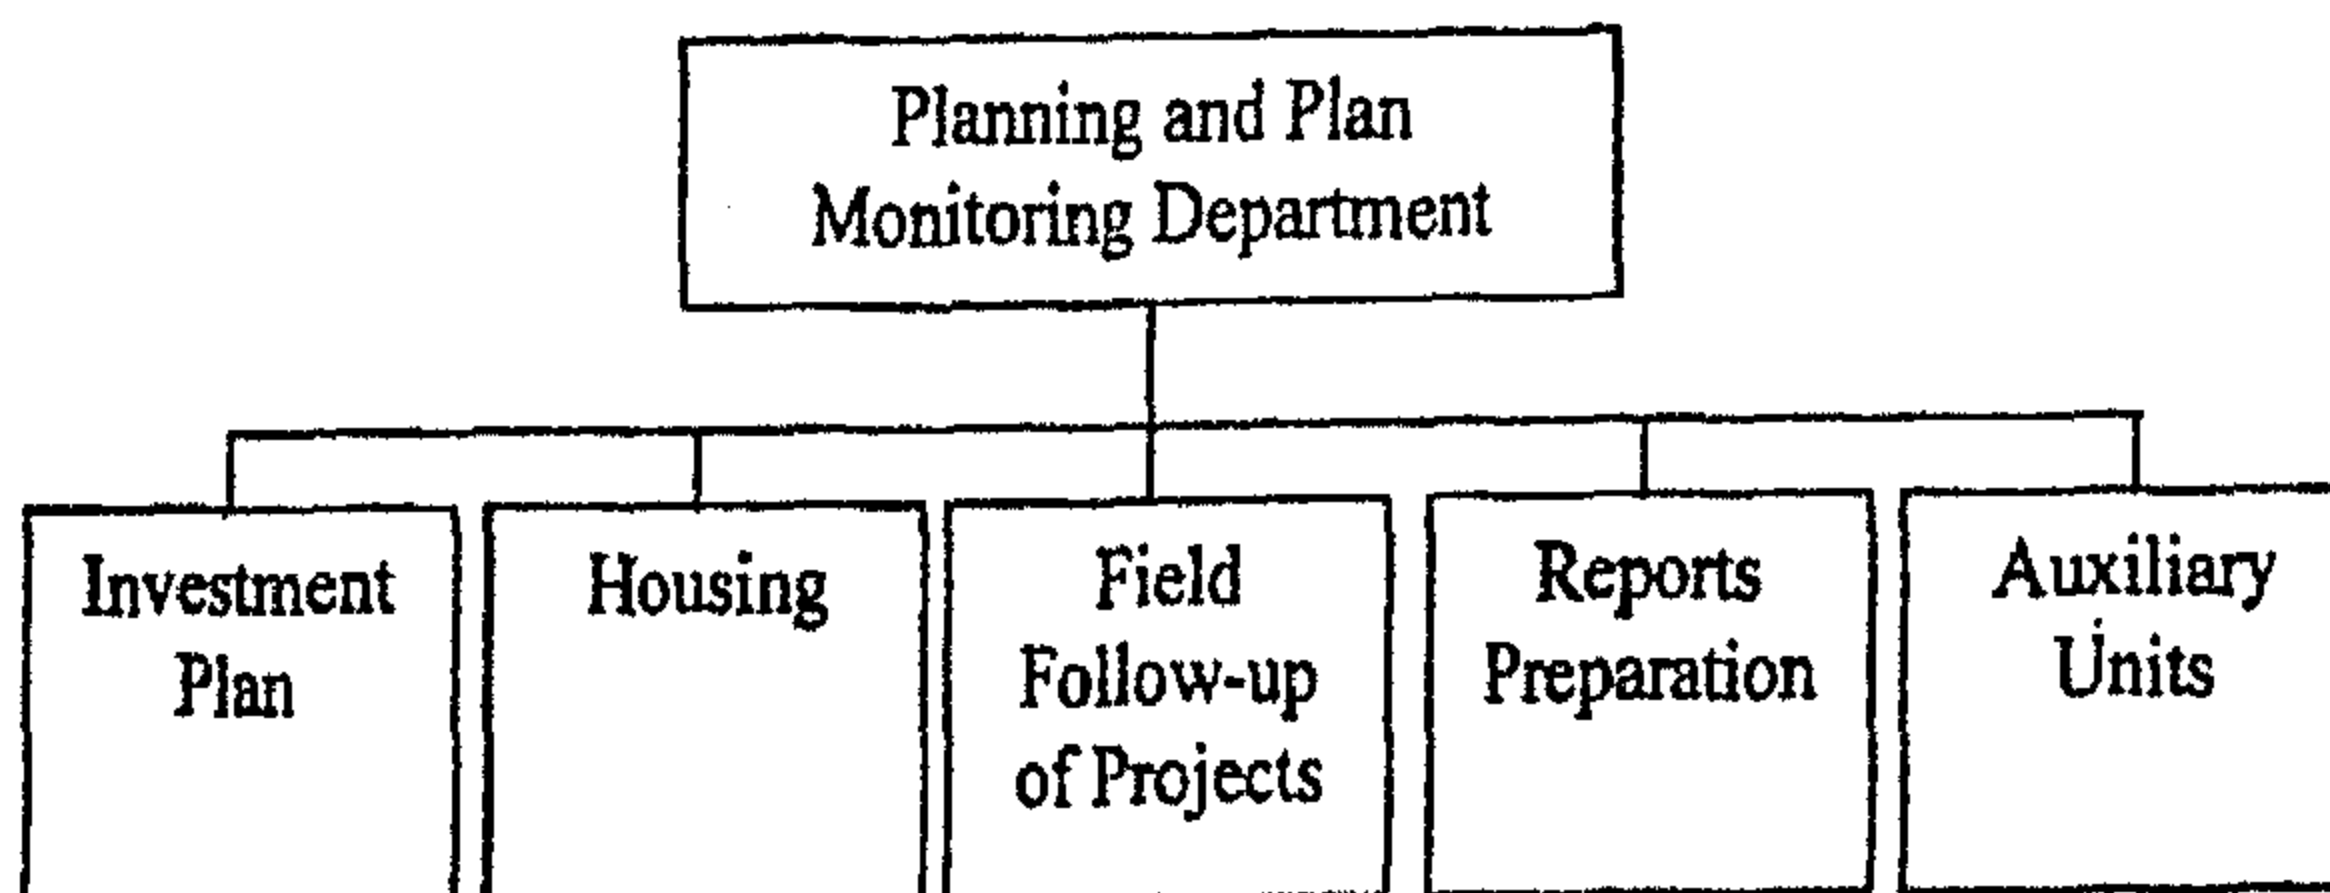 Planning and Plan
Monitoring Department
Investment
Plan
Housing
Field
Follow-up
of Projects
Reports
Preparation
Auxiliary
Units